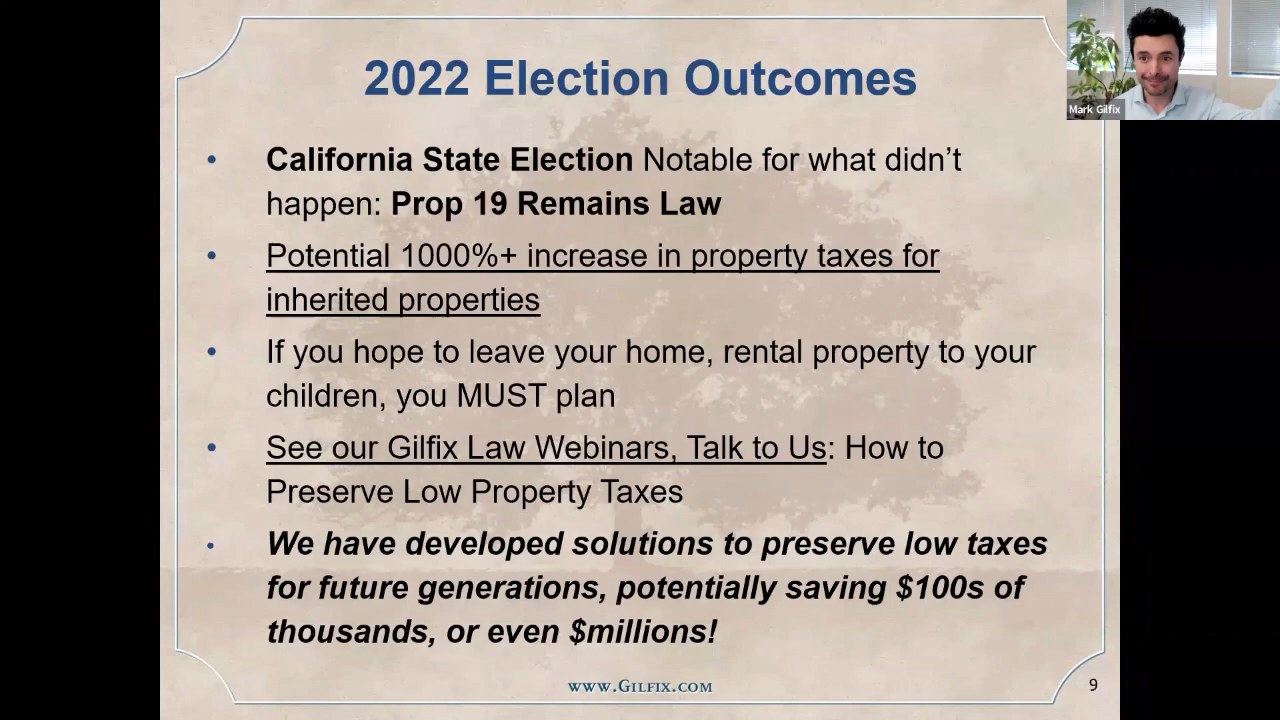 2022 Election Outcomes
Mark Gilfix
• California State Election Notable for what didn’t
happen: Prop 19 Remains Law
• Potential 1000%+ increase in property taxes for
inherited properties
• If you hope to leave your home, rental property to your
children, you MUST plan
• See our Gilfix Law Webinars, Talk to Us: How to
Preserve Low Property Taxes
• We have developed solutions to preserve low taxes
for future generations, potentially saving $100s of
thousands, or even $millions!
www.Gilfix.com
9